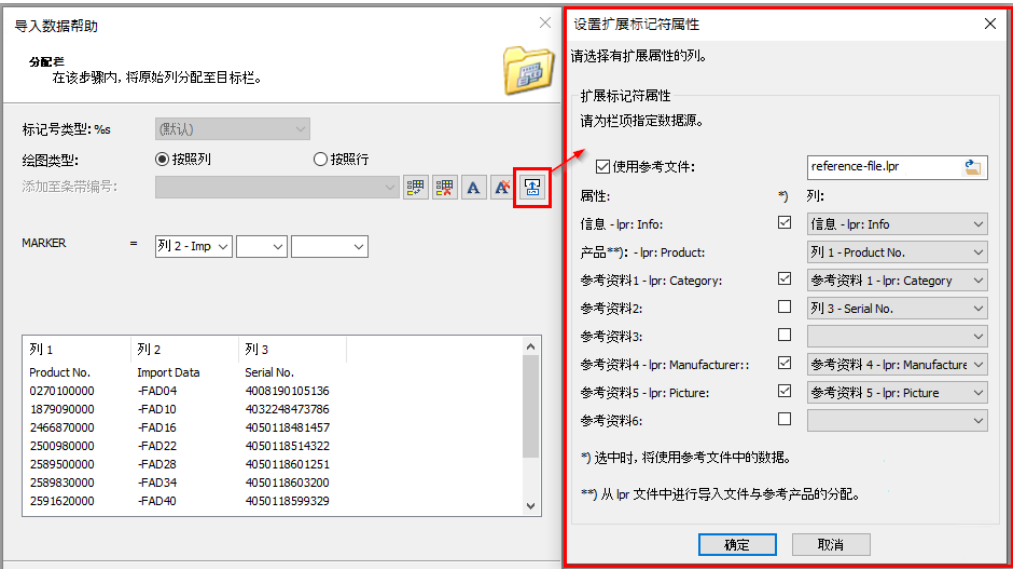 导入数据帮助
分配栏
在该步骤内，将原始列分配至目标栏。
标记号类型: %s
(默认)
绘图类型:
按照列
按照行
添加至条带编号:
A
A
MARKER = 列 2 - Imp
列 1 列 2 列 3
Product No. Import Data Serial No.
0270100000 -FAD04 4008190105136
1879090000 -FAD10 4032248473786
2466870000 -FAD16 4050118481457
2500980000 -FAD22 4050118514322
2589500000 -FAD28 4050118601251
2589830000 -FAD34 4050118603200
2591620000 -FAD40 4050118599329
设置扩展标记符属性
请选择有扩展属性的列。
扩展标记符属性
请为栏项指定数据源。
使用参考文件: reference-file.lpr
属性: *) 列:
信息 - lpr: Info: 信息 - lpr: Info
产品**): - lpr: Product: 列 1 - Product No.
参考资料1 - lpr: Category: 参考资料 1 - lpr: Category
参考资料2: 列 3 - Serial No.
参考资料3:
参考资料4 - lpr: Manufacturer:: 参考资料 4 - lpr: Manufacture
参考资料5 - lpr: Picture: 参考资料 5 - lpr: Picture
参考资料6:
*) 选中时，将使用参考文件中的数据。
**) 从 lpr 文件中进行导入文件与参考产品的分配。
确定
取消